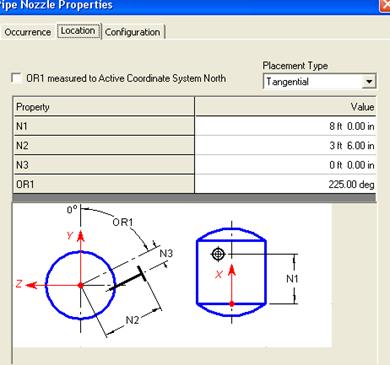 Pipe Nozzle Properties
Occurrence Location Configuration
Placement Type
OR1 measured to Active Coordinate System North
Tangential
Property Value
N1 8 ft 0.00 in
N2 3 ft 6.00 in
N3 0 ft 0.00 in
OR1 225.00 deg
0°
OR1
Y
N3
Z
N2
X
N1